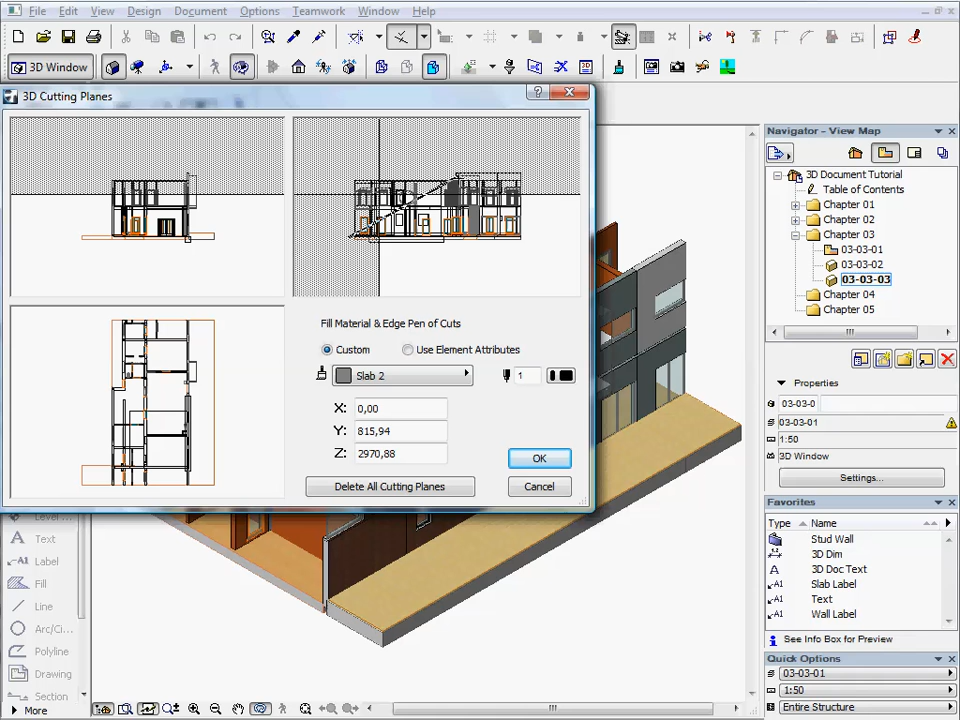 File Edit View Design Document Options Teamwork Window Help
3D Window
3D Cutting Planes
Fill Material & Edge Pen of Cuts
Custom Use Element Attributes
Slab 2 1
X: 0,00
Y: 815,94
Z: 2970,88
OK
Delete All Cutting Planes Cancel
Text
Label
Fill
Line
Arc/Ci...
Polyline
Drawing
Section
More
Navigator - View Map
3D Document Tutorial
Table of Contents
Chapter 01
Chapter 02
Chapter 03
03-03-01
03-03-02
03-03-03
Chapter 04
Chapter 05
Properties
03-03-0
03-03-01
1:50
3D Window
Settings...
Favorites
Type Name
Stud Wall
3D Dim
3D Doc Text
Slab Label
Text
Wall Label
See Info Box for Preview
Quick Options
03-03-01
1:50
Entire Structure